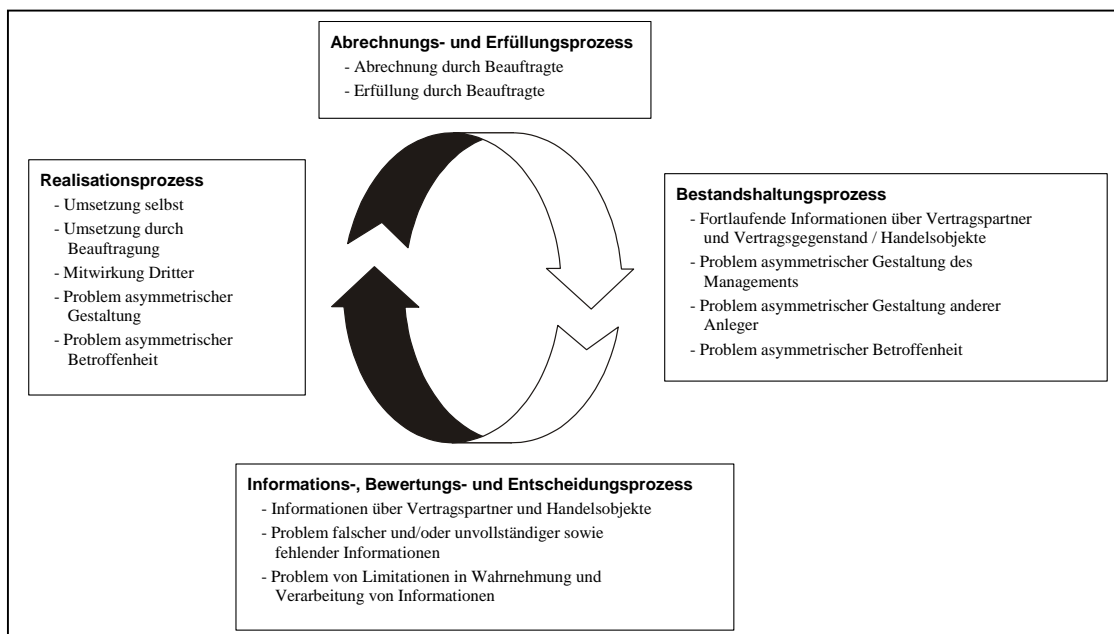 Abrechnungs- und Erfüllungsprozess
- Abrechnung durch Beauftragte
- Erfüllung durch Beauftragte
Realisationsprozess
- Umsetzung selbst
- Umsetzung durch
Beauftragung
- Mitwirkung Dritter
- Problem asymmetrischer
Gestaltung
- Problem asymmetrischer
Betroffenheit
Bestandshaltungsprozess
- Fortlaufende Informationen über Vertragspartner
und Vertragsgegenstand / Handelsobjekte
- Problem asymmetrischer Gestaltung des
Managements
- Problem asymmetrischer Gestaltung anderer
Anleger
- Problem asymmetrischer Betroffenheit
Informations-, Bewertungs- und Entscheidungsprozess
- Informationen über Vertragspartner und Handelsobjekte
- Problem falscher und/oder unvollständiger sowie
fehlender Informationen
- Problem von Limitationen in Wahrnehmung und
Verarbeitung von Informationen